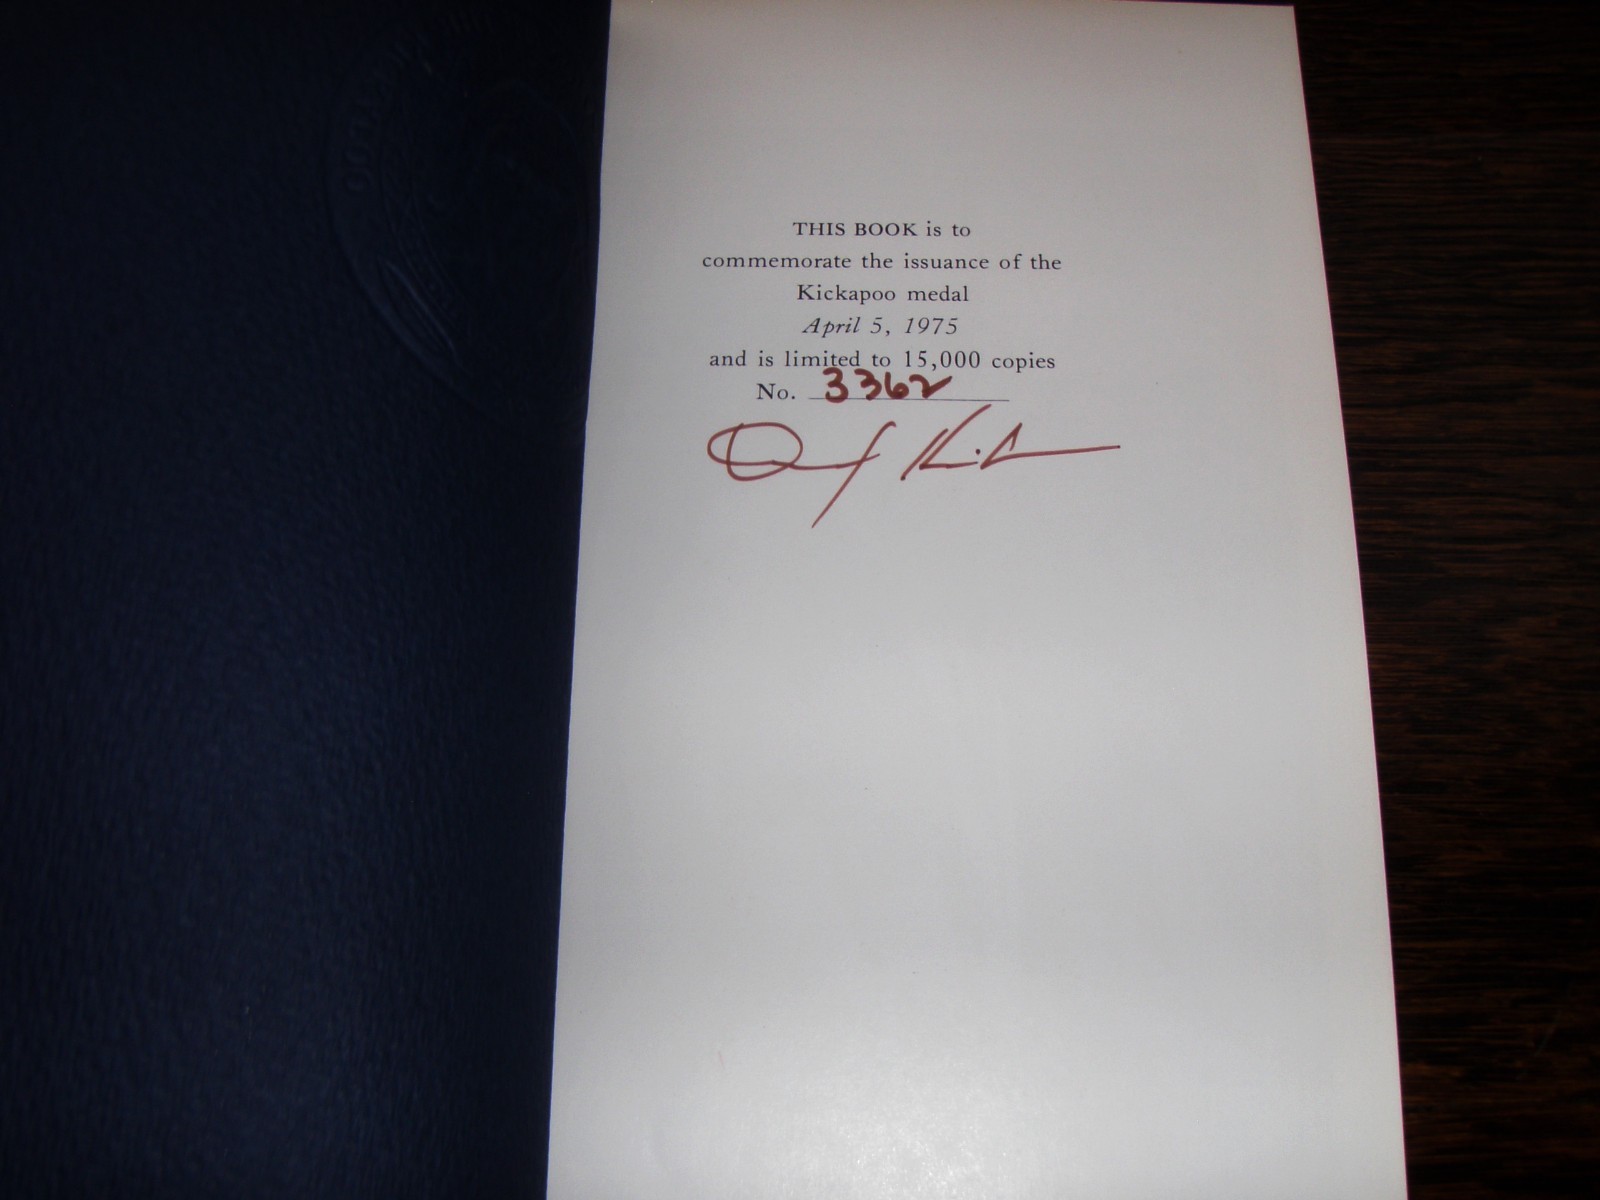 THIS BOOK is to
commemorate the issuance of the
Kickapoo medal
April 5, 1975
and is limited to 15,000 copies
No. 3362